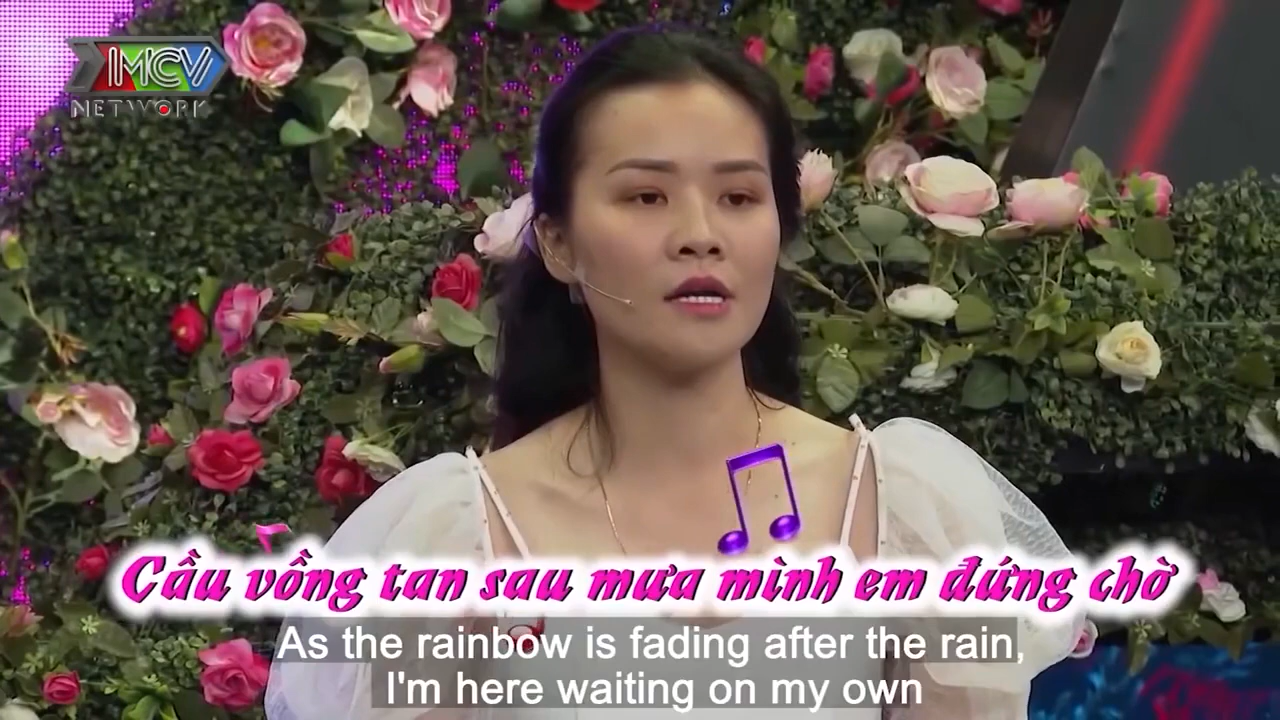 MCV
NETWORK
Cầu vồng tan sau mưa mình em đứng chờ
As the rainbow is fading after the rain,
I'm here waiting on my own